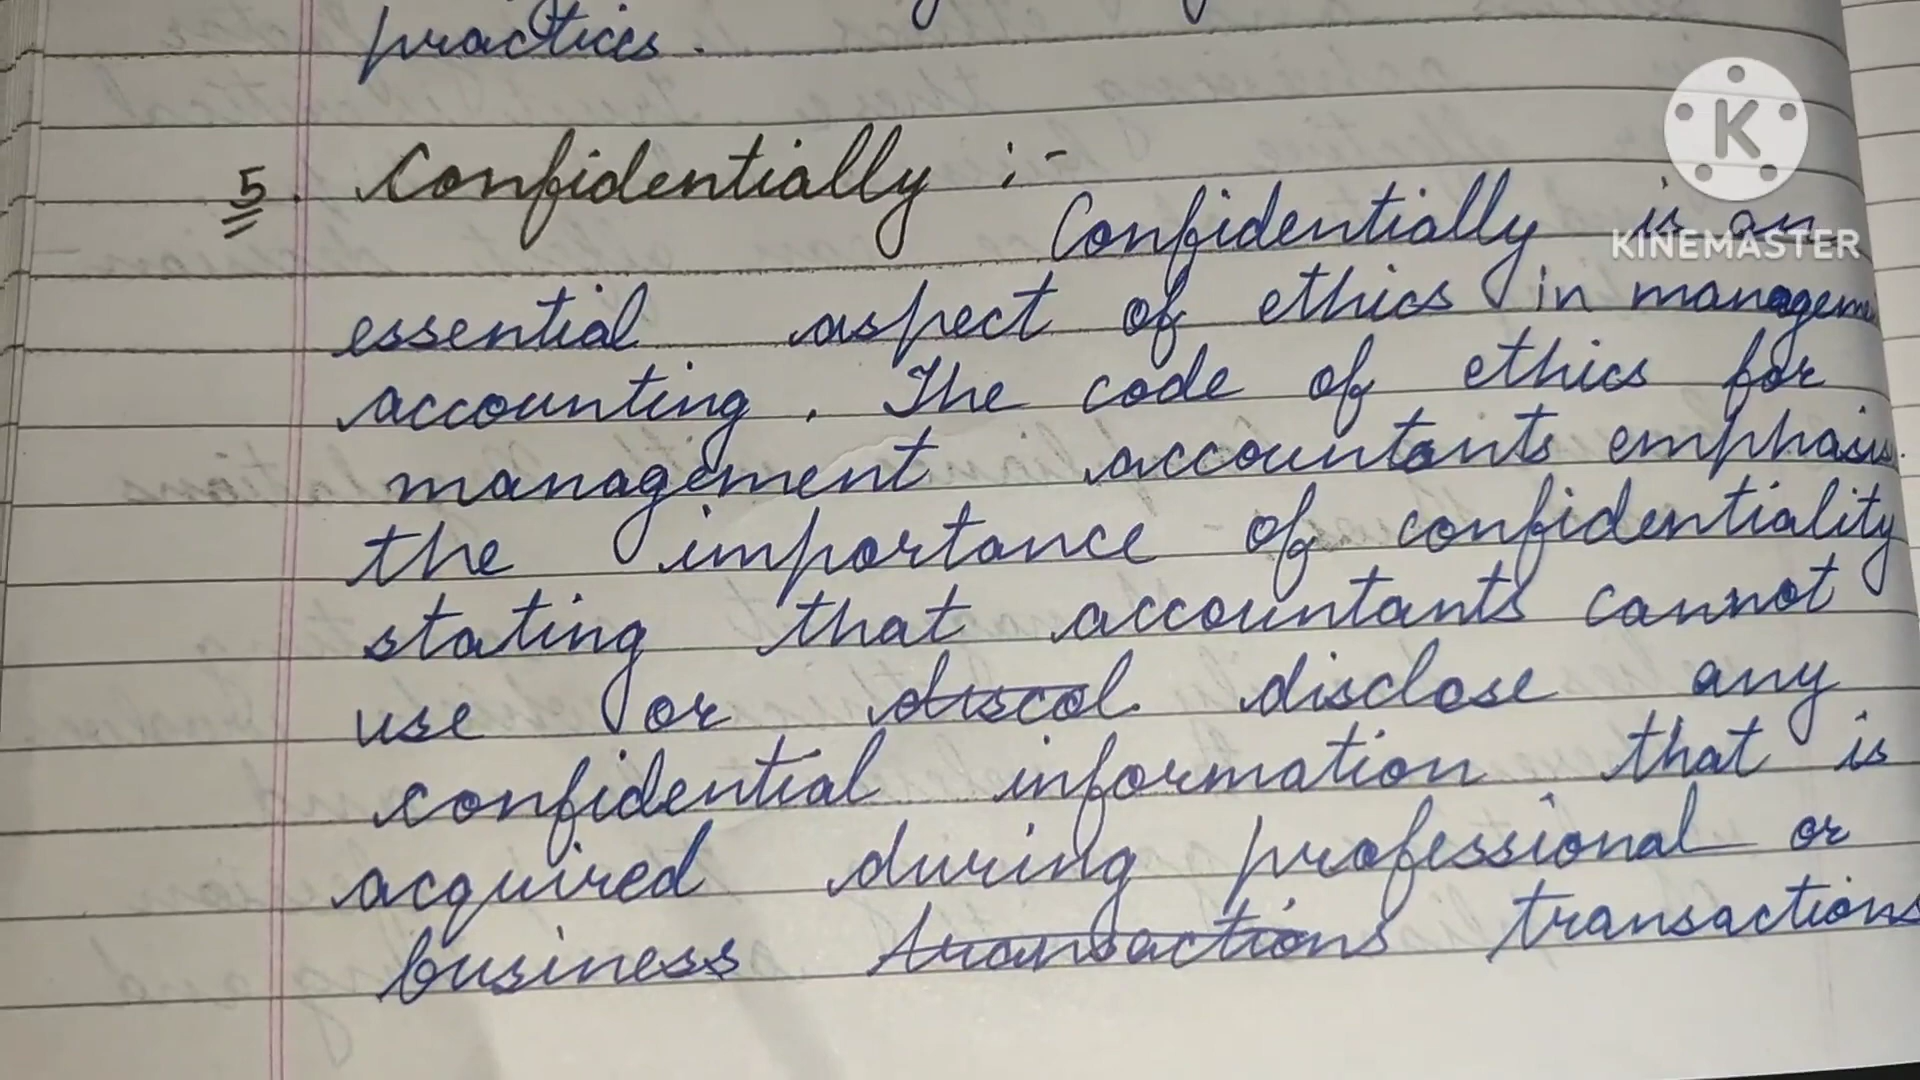 practices.
5. Confidentially :-
Confidentially is an
essential aspect of ethics in managem
accounting. The code of ethics for
management accountants emphasis
the importance of confidentiality
stating that accountants cannot
use or discol disclose any
confidential information that is
acquired during professional or
business transactions transactions
K
KINEMASTER